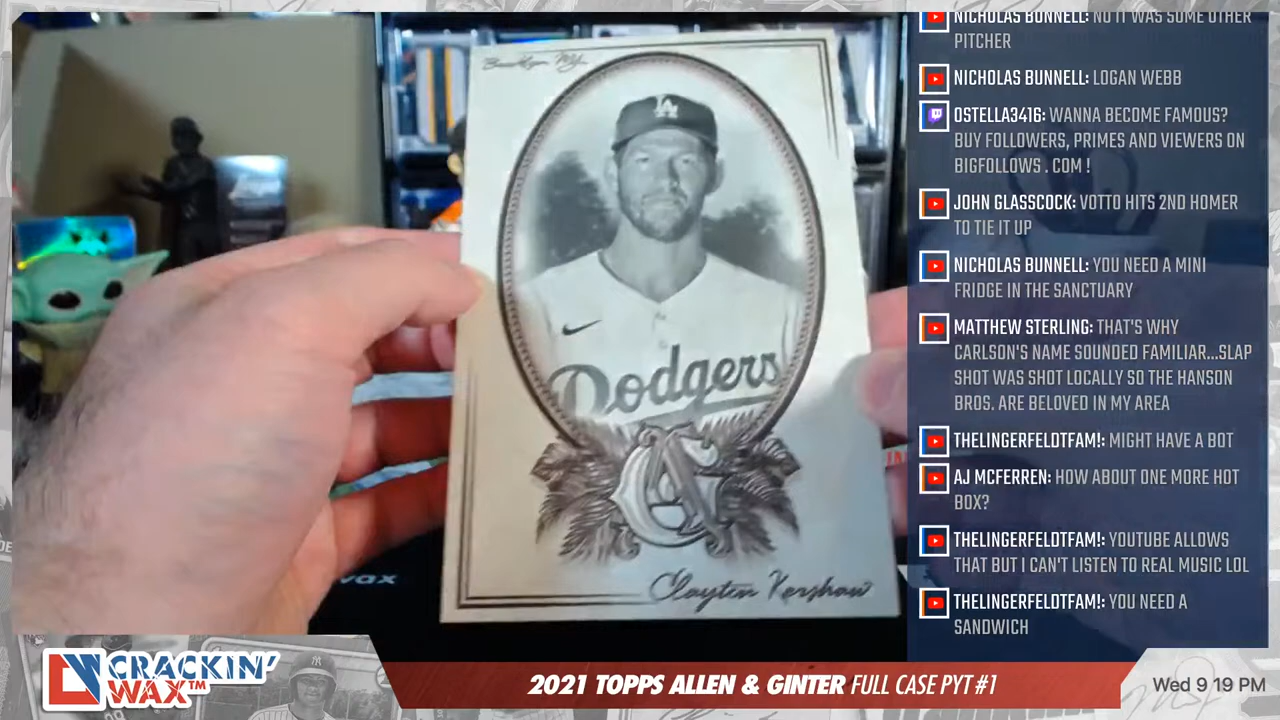 Brooklyn, N.Y.
LA
Dodgers
Clayton Kershaw
wax
NICHOLAS BUNNELL: NO IT WAS SOME OTHER
PITCHER
NICHOLAS BUNNELL: LOGAN WEBB
OSTELLA3416: WANNA BECOME FAMOUS?
BUY FOLLOWERS, PRIMES AND VIEWERS ON
BIGFOLLOWS . COM !
JOHN GLASSCOCK: VOTTO HITS 2ND HOMER
TO TIE IT UP
NICHOLAS BUNNELL: YOU NEED A MINI
FRIDGE IN THE SANCTUARY
MATTHEW STERLING: THAT'S WHY
CARLSON'S NAME SOUNDED FAMILIAR...SLAP
SHOT WAS SHOT LOCALLY SO THE HANSON
BROS. ARE BELOVED IN MY AREA
THELINGERFELDTFAM!: MIGHT HAVE A BOT
AJ MCFERREN: HOW ABOUT ONE MORE HOT
BOX?
THELINGERFELDTFAM!: YOUTUBE ALLOWS
THAT BUT I CAN'T LISTEN TO REAL MUSIC LOL
THELINGERFELDTFAM!: YOU NEED A
SANDWICH
CRACKIN'
WAX™
2021 TOPPS ALLEN & GINTER FULL CASE PYT #1
Wed 9 19 PM